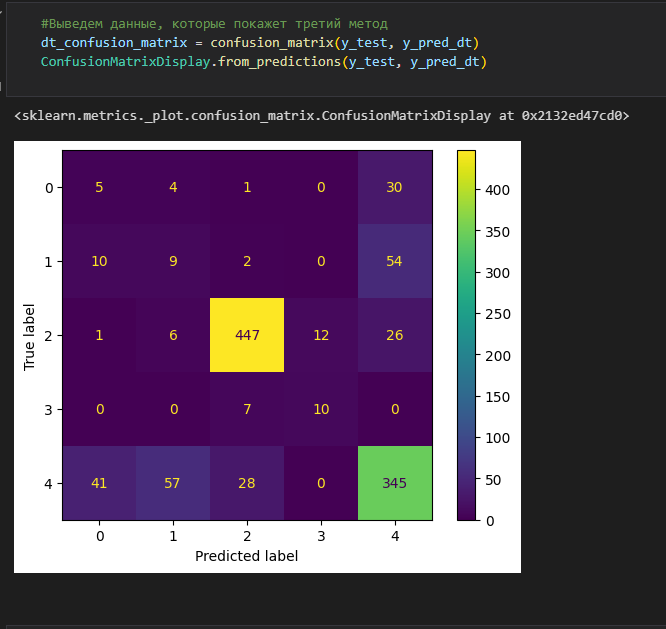 #Выведем данные, которые покажет третий метод
dt_confusion_matrix = confusion_matrix(y_test, y_pred_dt)
ConfusionMatrixDisplay.from_predictions(y_test, y_pred_dt)
<sklearn.metrics._plot.confusion_matrix.ConfusionMatrixDisplay at 0x2132ed47cd0>
0 5 4 1 0 30
1 10 9 2 0 54
2 1 6 447 12 26
3 0 0 7 10 0
4 41 57 28 0 345
0 1 2 3 4
Predicted label
True label
400
350
300
250
200
150
100
50
0